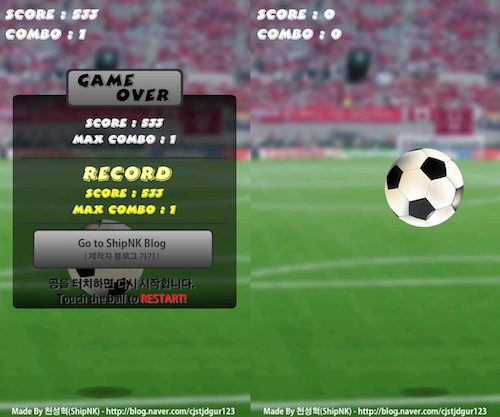 SCORE : 533
COMBO : 1
GAME
OVER
SCORE : 533
MAX COMBO : 1
RECORD
SCORE : 533
MAX COMBO : 1
Go to ShipNK Blog
( 제작자 블로그 가기 )
공을 터치하면 다시 시작합니다.
Touch the ball to RESTART!
Made By 천성혁(ShipNK) - http://blog.naver.com/cjstjdgur123
SCORE : 0
COMBO : 0
Made By 천성혁(ShipNK) - http://blog.naver.com/cjstjdgur123